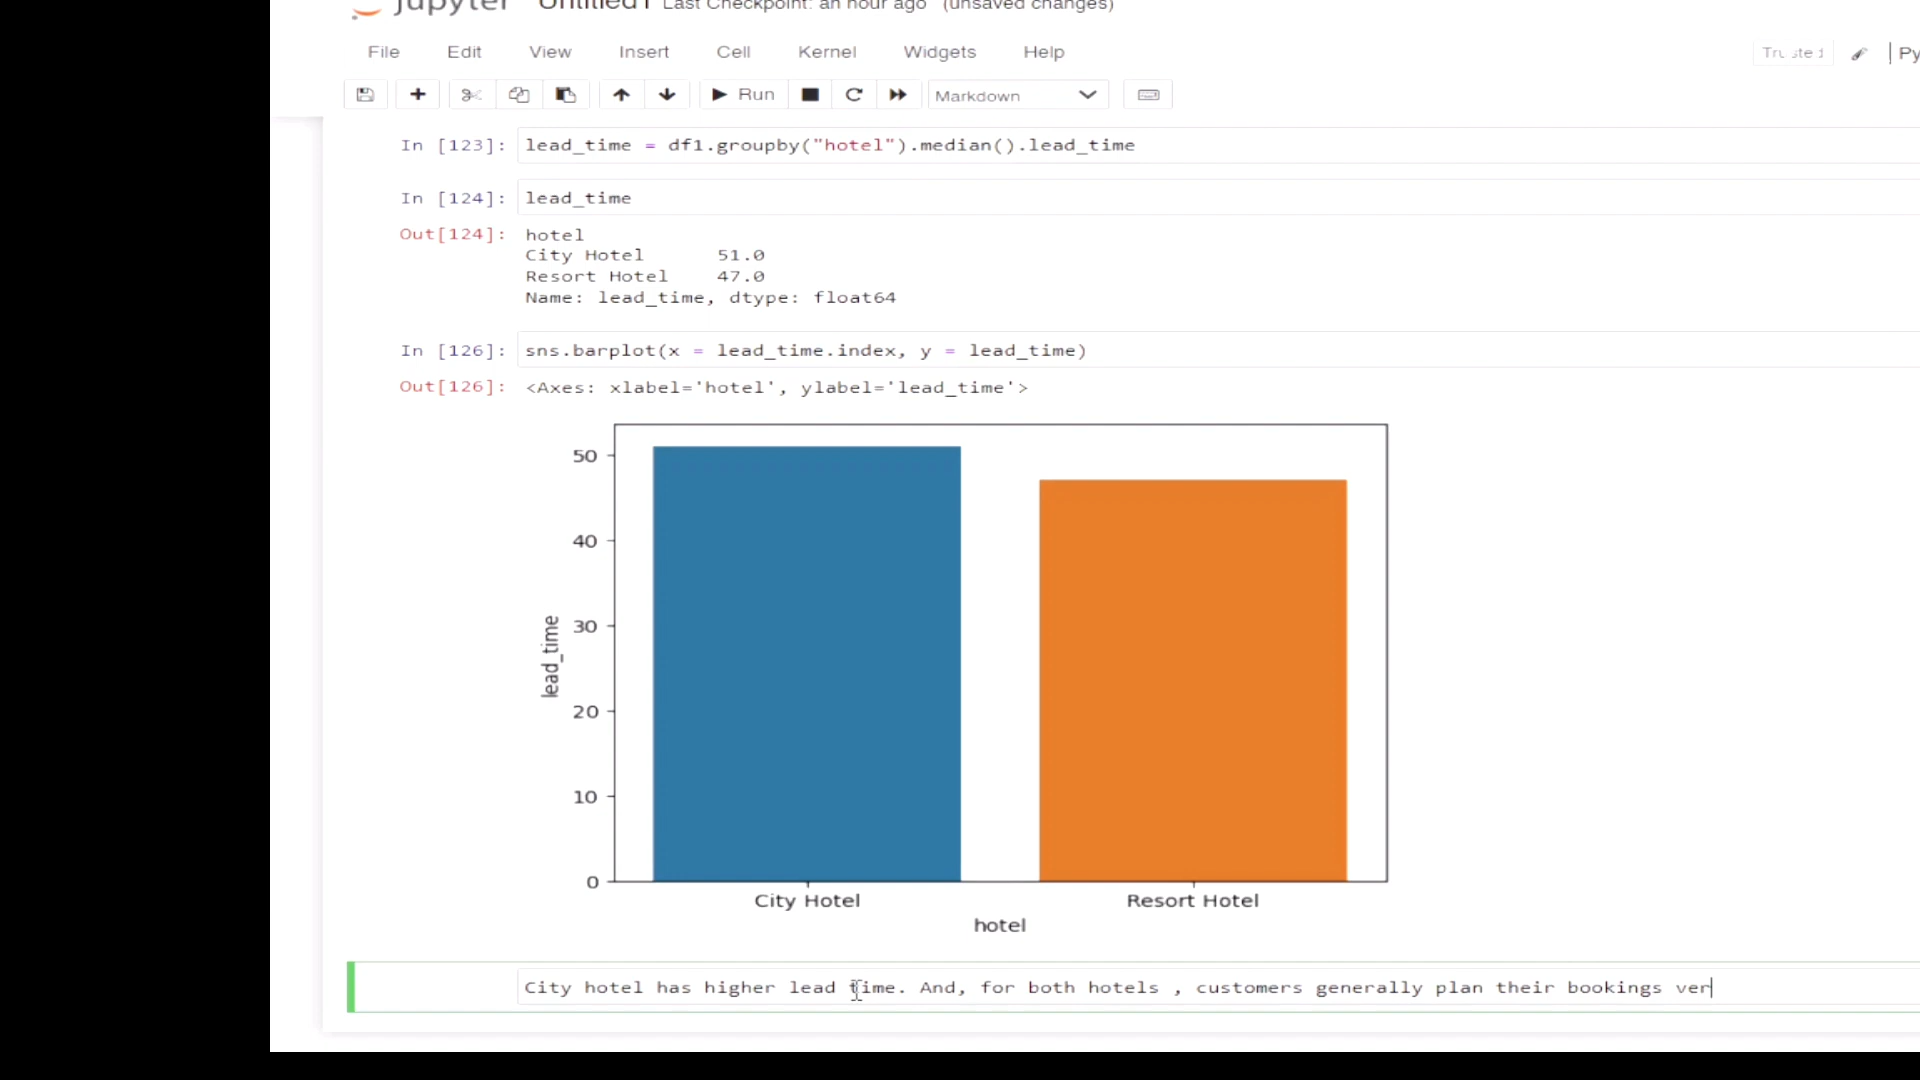 jupyter Untitled1 Last Checkpoint: an hour ago (unsaved changes)
File Edit View Insert Cell Kernel Widgets Help Trusted Py
Run Markdown
In [123]: lead_time = df1.groupby("hotel").median().lead_time
In [124]: lead_time
Out[124]: hotel
City Hotel 51.0
Resort Hotel 47.0
Name: lead_time, dtype: float64
In [126]: sns.barplot(x = lead_time.index, y = lead_time)
Out[126]: <Axes: xlabel='hotel', ylabel='lead_time'>
50
40
30
20
10
0
lead_time
City Hotel Resort Hotel
hotel
City hotel has higher lead time. And, for both hotels , customers generally plan their bookings ver